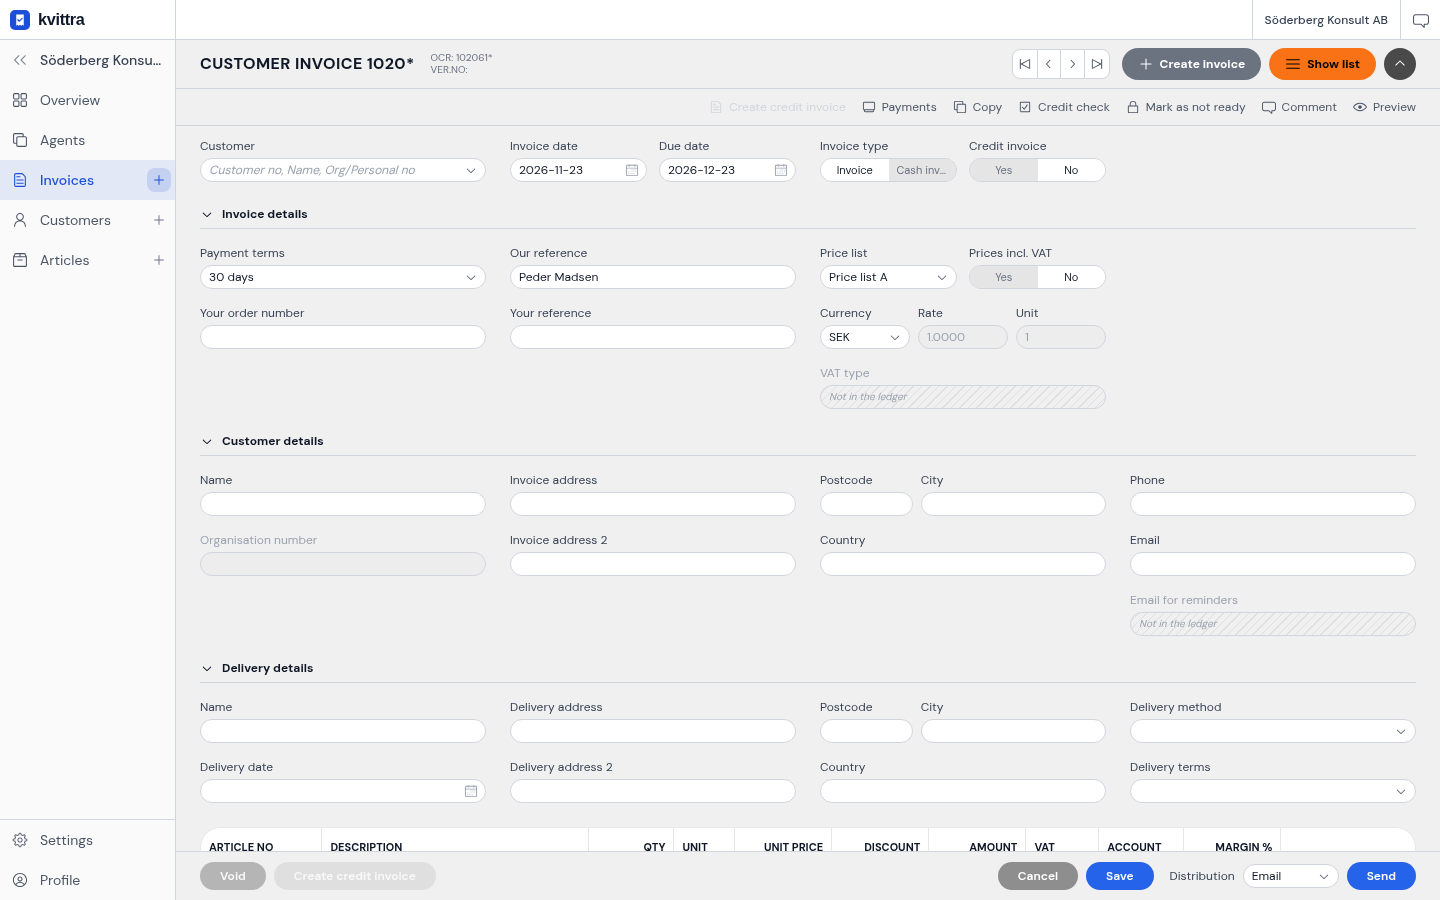 kvittra
Söderberg Konsult AB
Söderberg Konsu...
Overview
Agents
Invoices
Customers
Articles
Settings
Profile
CUSTOMER INVOICE 1020*
OCR: 102061*
VER.NO:
Create invoice
Show list
Create credit invoice
Payments
Copy
Credit check
Mark as not ready
Comment
Preview
Customer
Invoice date
Due date
Invoice type
Credit invoice
Customer no, Name, Org/Personal no
2026-11-23
2026-12-23
Invoice
Cash inv...
Yes
No
Invoice details
Payment terms
Our reference
Price list
Prices incl. VAT
30 days
Peder Madsen
Price list A
Yes
No
Your order number
Your reference
Currency
Rate
Unit
SEK
1.0000
1
VAT type
Not in the ledger
Customer details
Name
Invoice address
Postcode
City
Phone
Organisation number
Invoice address 2
Country
Email
Email for reminders
Not in the ledger
Delivery details
Name
Delivery address
Postcode
City
Delivery method
Delivery date
Delivery address 2
Country
Delivery terms
ARTICLE NO
DESCRIPTION
QTY
UNIT
UNIT PRICE
DISCOUNT
AMOUNT
VAT
ACCOUNT
MARGIN %
Void
Create credit invoice
Cancel
Save
Distribution
Email
Send